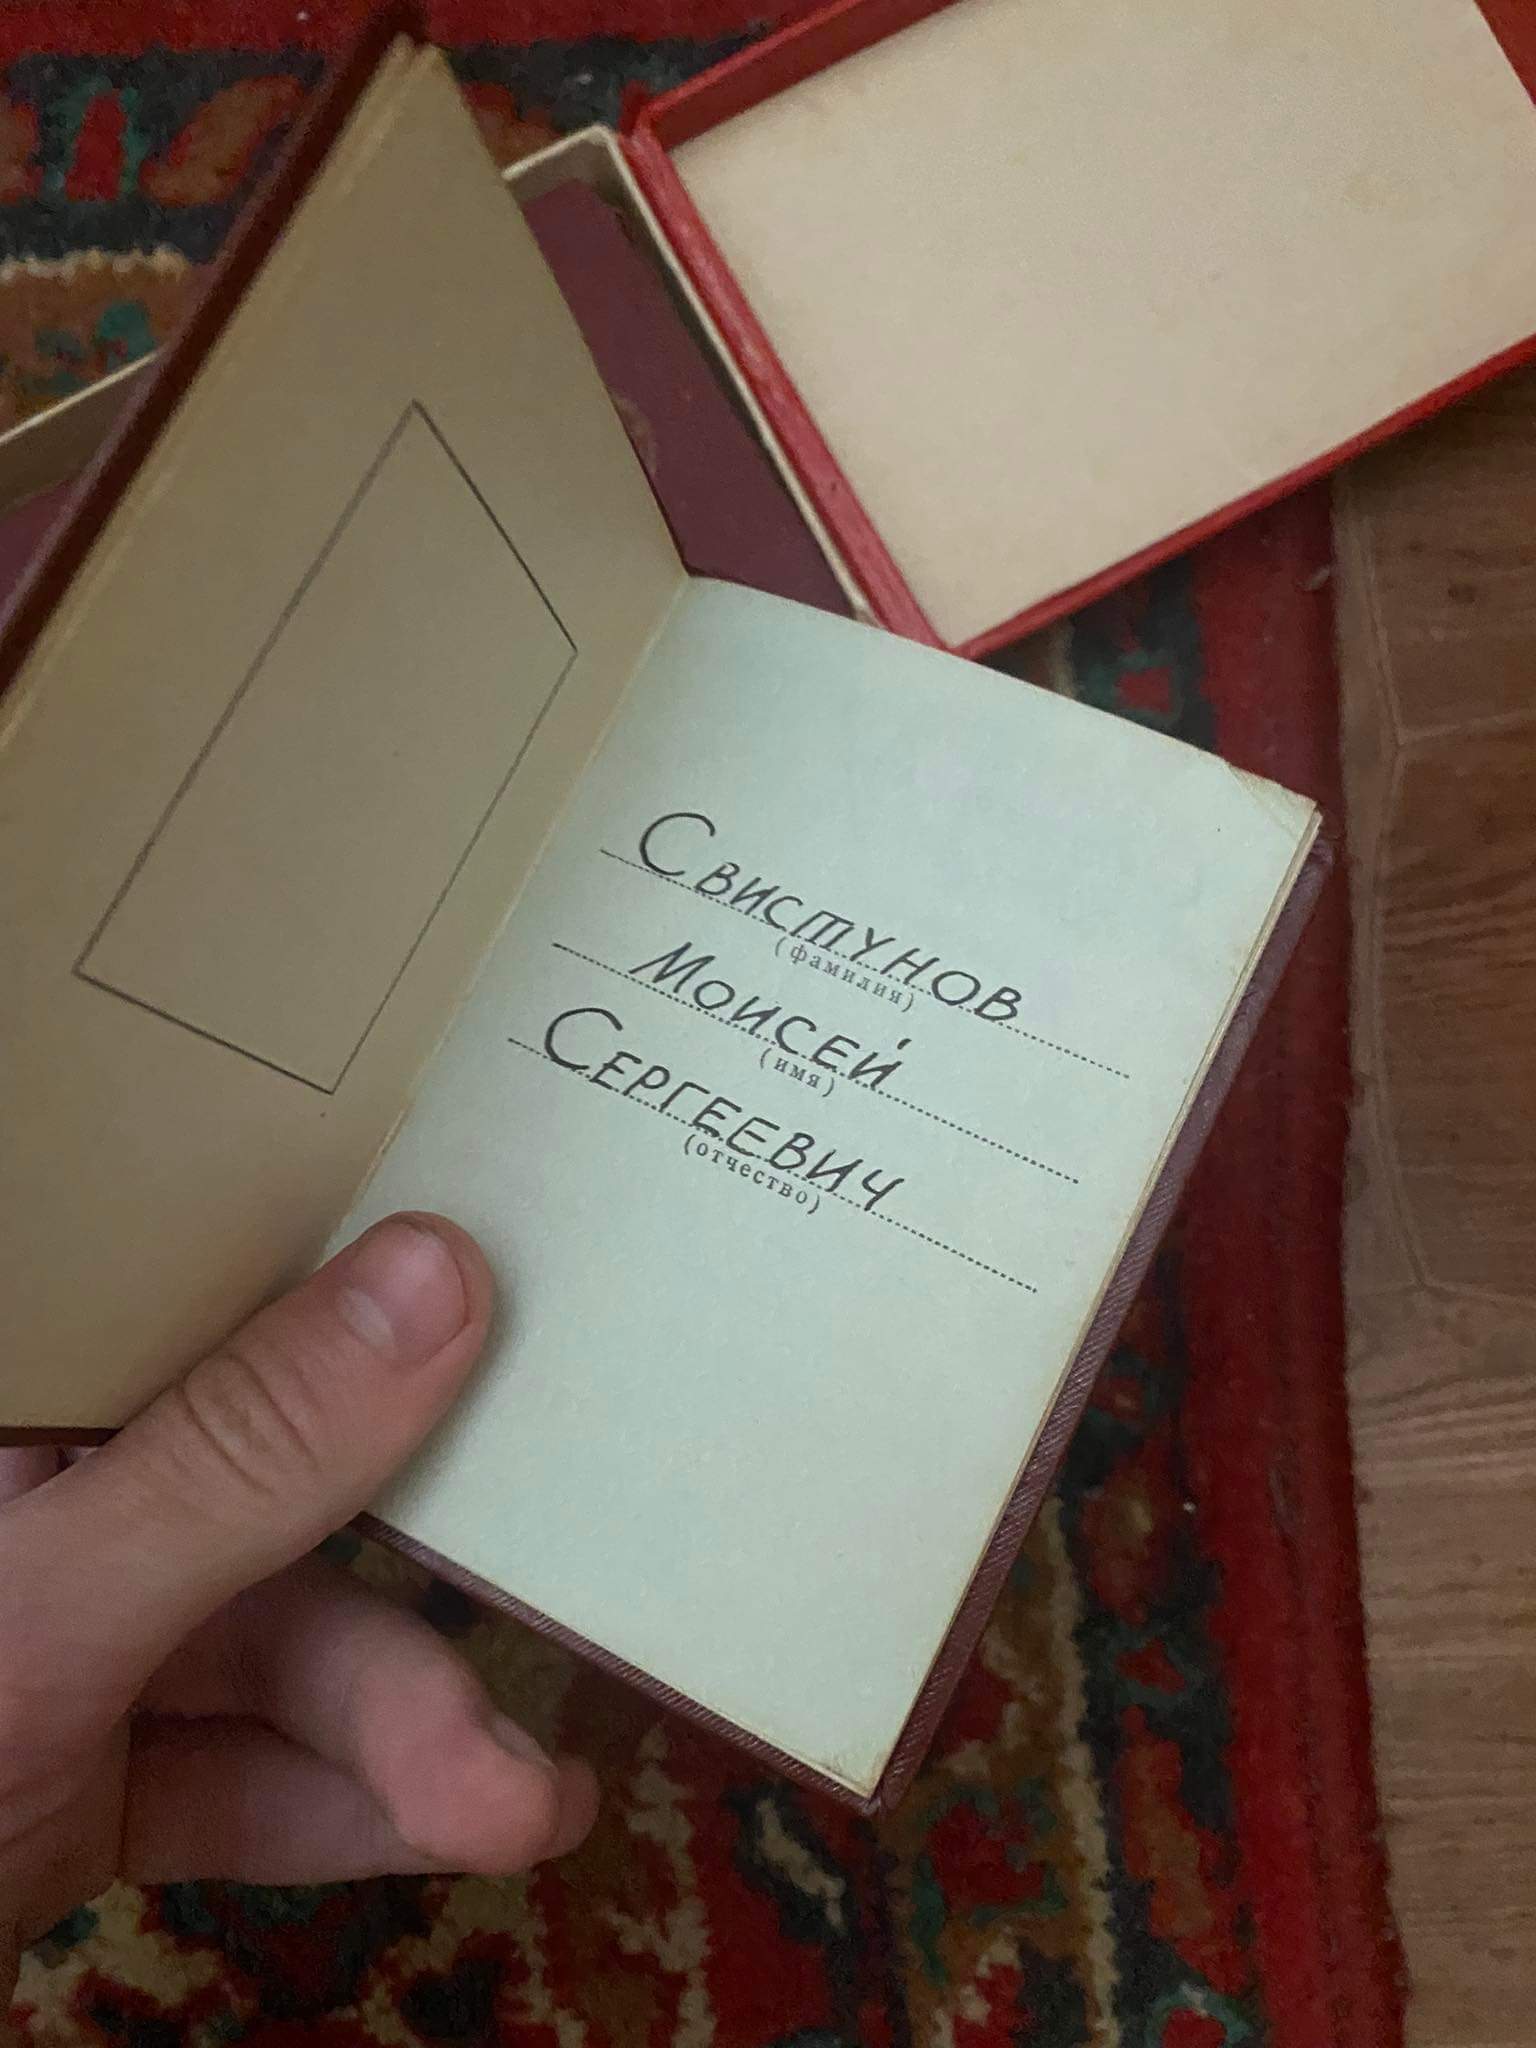 Свистунов
(фамилия)
Моисей
(имя)
Сергеевич
(отчество)